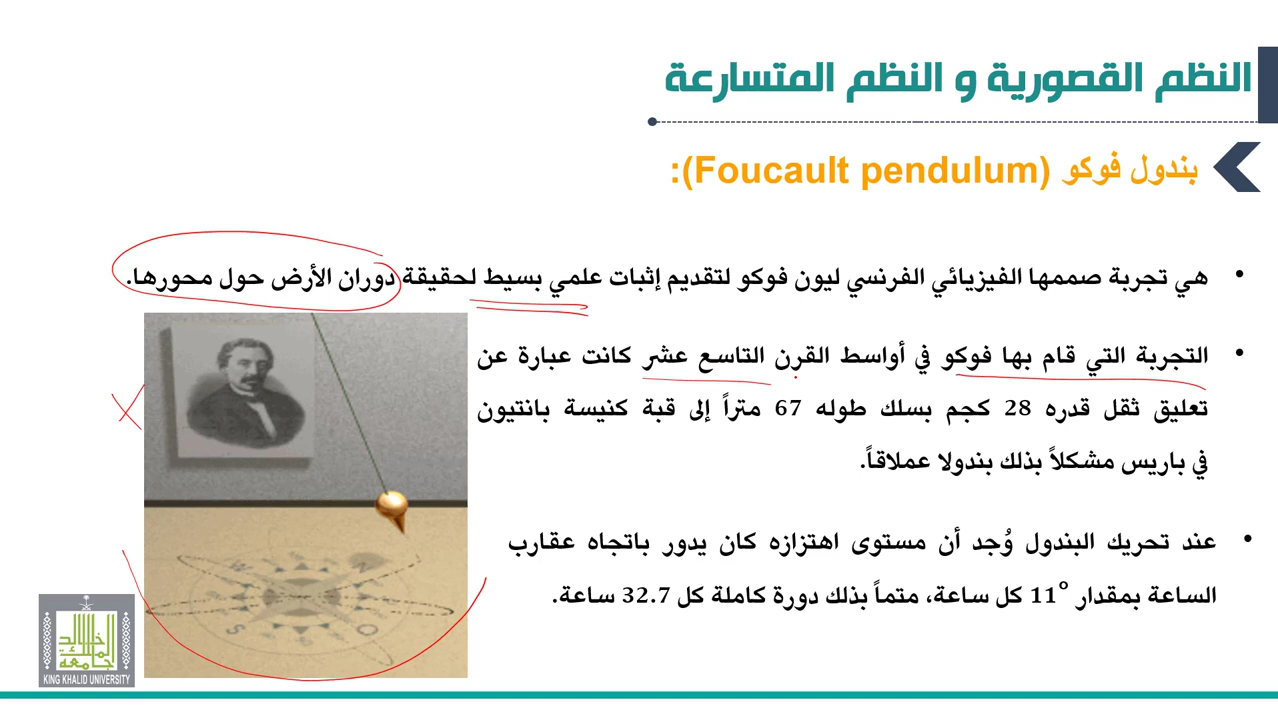 النظم القصورية و النظم المتسارعة
بندول فوكو (Foucault pendulum):
• هي تجربة صممها الفيزيائي الفرنسي ليون فوكو لتقديم إثبات علمي بسيط لحقيقة دوران الأرض حول محورها.
• التجربة التي قام بها فوكو في أواسط القرن التاسع عشر كانت عبارة عن
تعليق ثقل قدره 28 كجم بسلك طوله 67 متراً إلى قبة كنيسة بانتيون
في باريس مشكلاً بذلك بندولا عملاقاً.
• عند تحريك البندول وُجد أن مستوى اهتزازه كان يدور باتجاه عقارب
الساعة بمقدار 11° كل ساعة، متماً بذلك دورة كاملة كل 32.7 ساعة.
S O
جامعة الملك خالد
KING KHALID UNIVERSITY